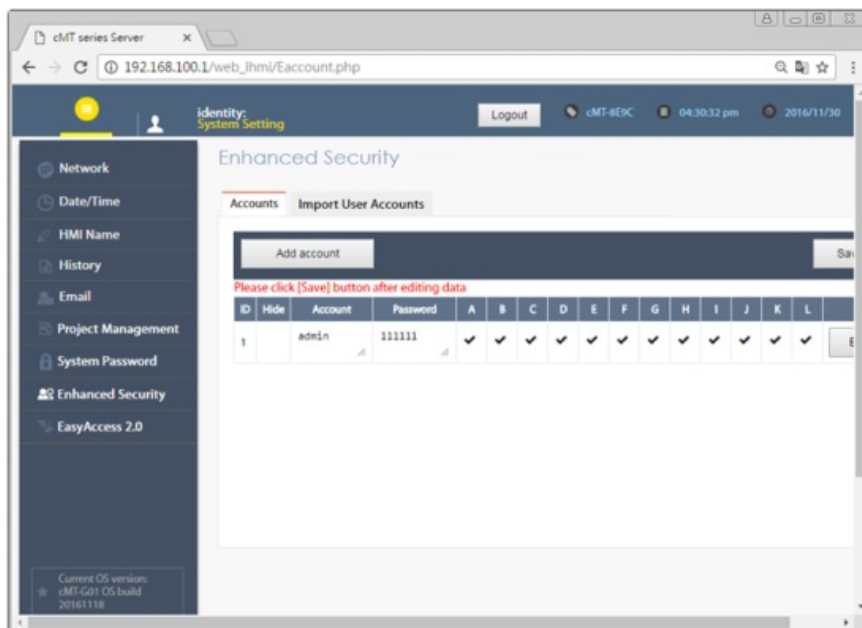 cMT series Server
192.168.100.1/web_ihmi/Eaccount.php
identity:
System Setting
Logout
cMT-8E9C
04:30:32 pm
2016/11/30
Network
Date/Time
HMI Name
History
Email
Project Management
System Password
Enhanced Security
EasyAccess 2.0
Current OS version:
cMT-G01 OS build
20161118
Enhanced Security
Accounts Import User Accounts
Add account
Please click [Save] button after editing data
ID Hide Account Password A B C D E F G H I J K L
1 admin 111111